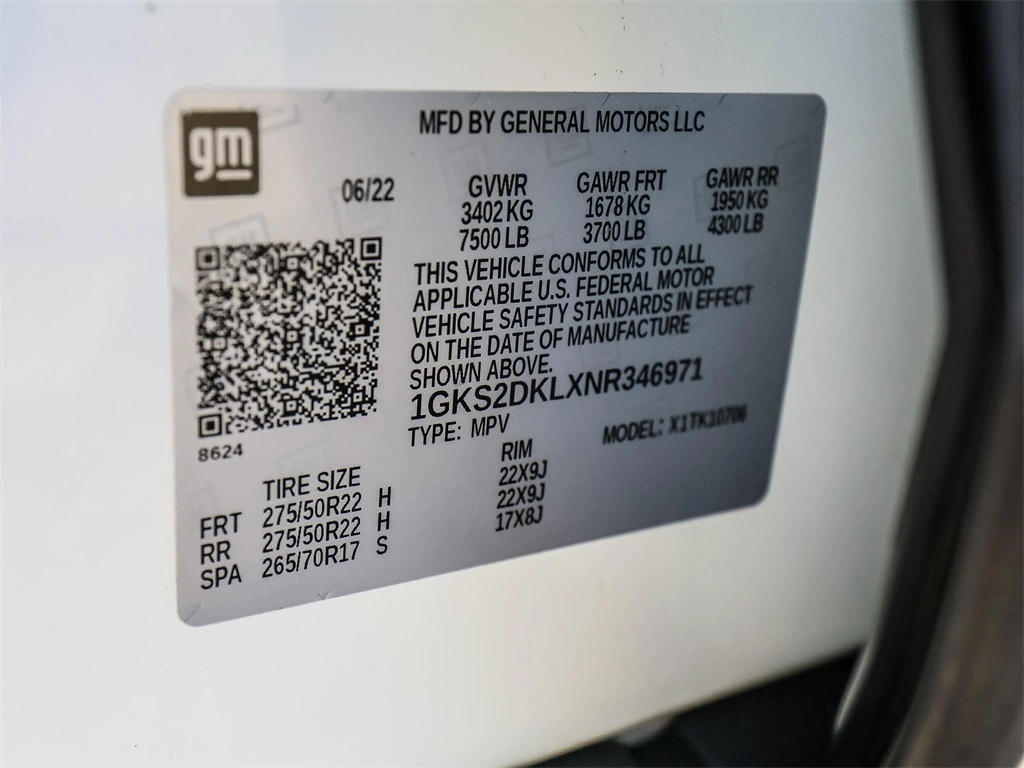 gm
MFD BY GENERAL MOTORS LLC
06/22 GVWR GAWR FRT GAWR RR
3402 KG 1678 KG 1950 KG
7500 LB 3700 LB 4300 LB
THIS VEHICLE CONFORMS TO ALL
APPLICABLE U.S. FEDERAL MOTOR
VEHICLE SAFETY STANDARDS IN EFFECT
ON THE DATE OF MANUFACTURE
SHOWN ABOVE.
1GKS2DKLXNR346971
TYPE: MPV MODEL: X1TK10706
8624
TIRE SIZE RIM
FRT 275/50R22 H 22X9J
RR 275/50R22 H 22X9J
SPA 265/70R17 S 17X8J